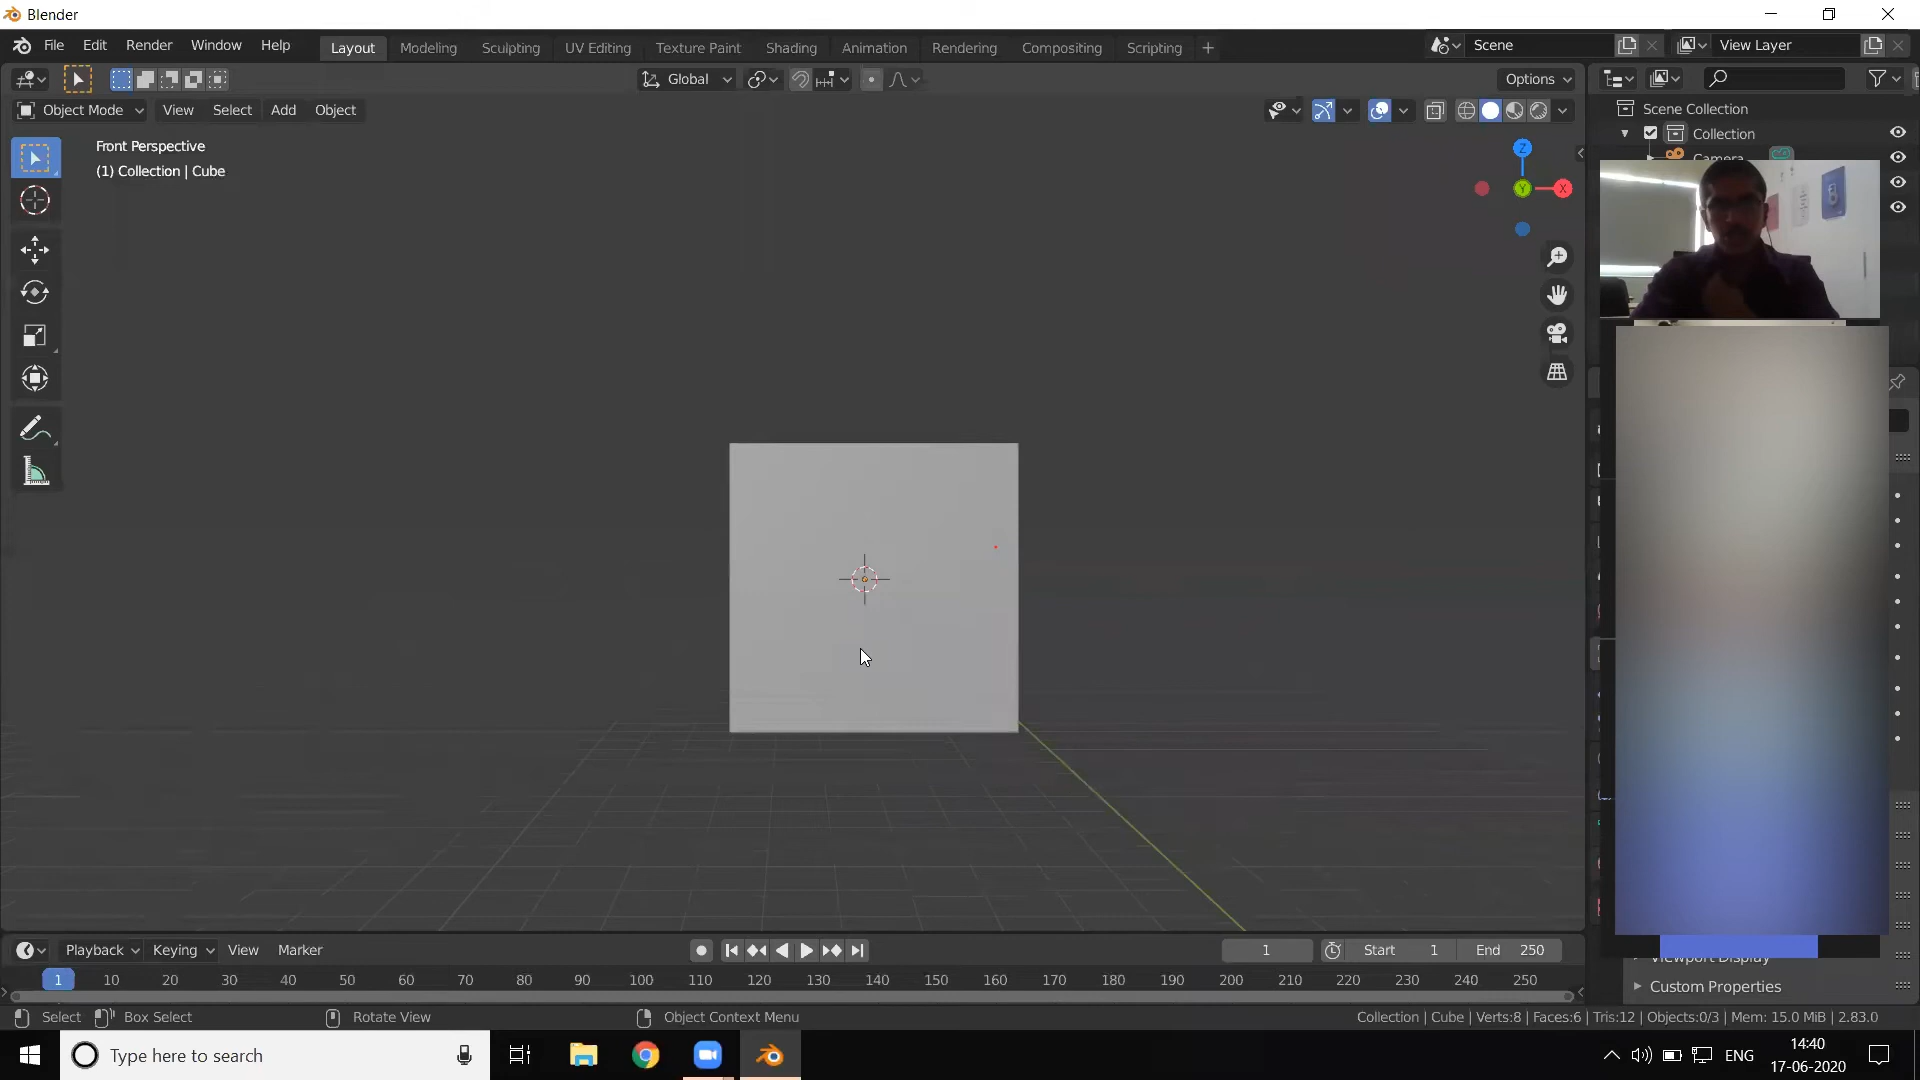 Blender
File Edit Render Window Help Layout Modeling Sculpting UV Editing Texture Paint Shading Animation Rendering Compositing Scripting + Scene View Layer
Global Options
Object Mode View Select Add Object
Scene Collection
Collection
Camera
Front Perspective
(1) Collection | Cube
Z
Y X
Viewport Display
Custom Properties
Playback Keying View Marker 1 Start 1 End 250
1 10 20 30 40 50 60 70 80 90 100 110 120 130 140 150 160 170 180 190 200 210 220 230 240 250
Select Box Select Rotate View Object Context Menu Collection | Cube | Verts:8 | Faces:6 | Tris:12 | Objects:0/3 | Mem: 15.0 MiB | 2.83.0
Type here to search ENG 14:40
17-06-2020